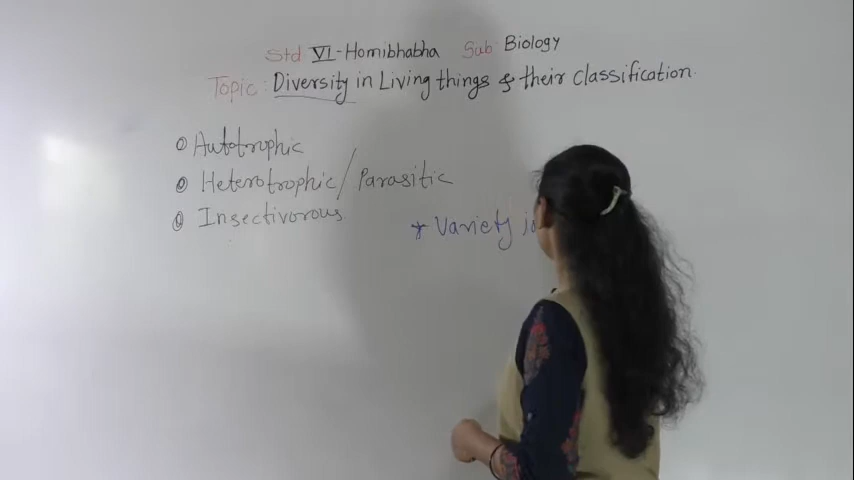 Std VI - Homibhabha Sub: Biology
Topic: Diversity in Living things & their classification.
Autotrophic
Heterotrophic / Parasitic
Insectivorous
* Variety